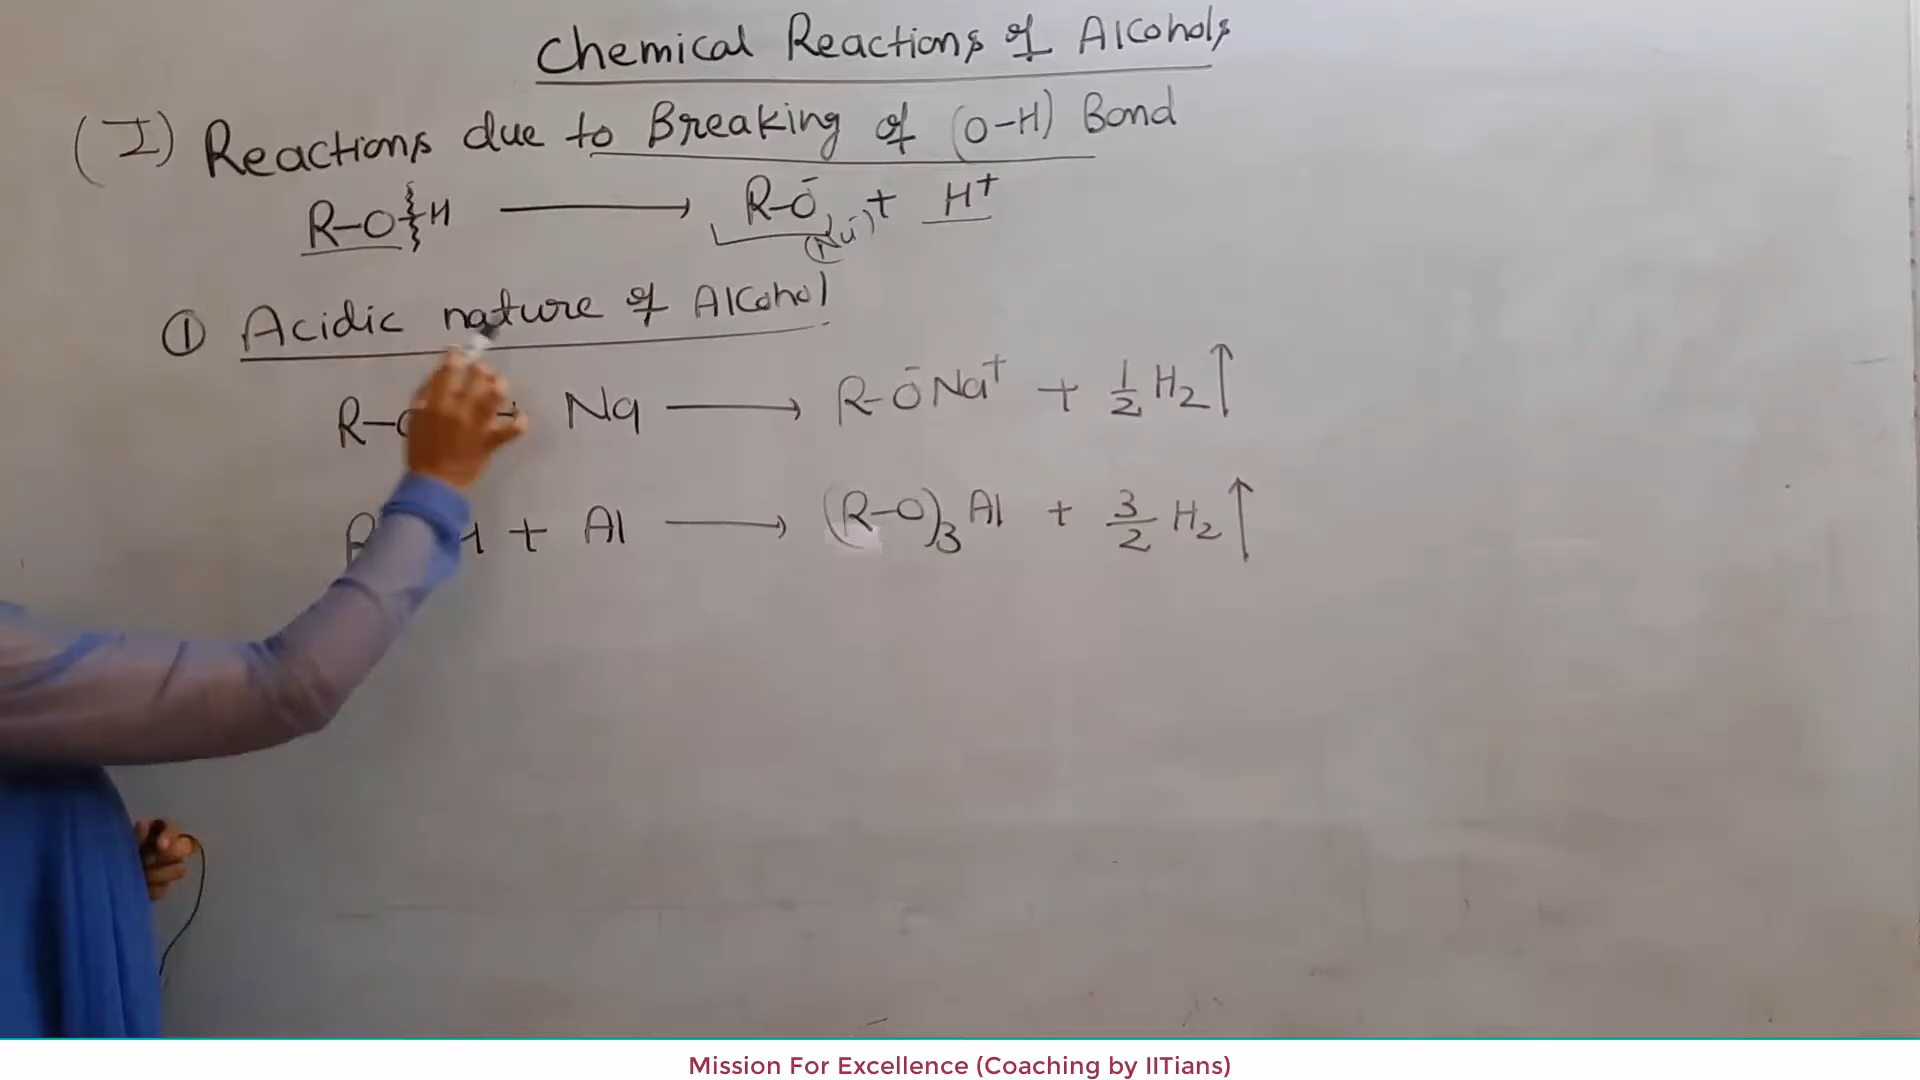 Chemical Reactions of Alcohols
(I) Reactions due to Breaking of (O-H) Bond
R-O-H ⟶ R-O⁻ + H⁺
(Nu⁻)
① Acidic nature of Alcohol
R-O + Na ⟶ R-O⁻Na⁺ + 1/2 H₂↑
+ Al ⟶ (R-O)₃Al + 3/2 H₂↑
Mission For Excellence (Coaching by IITians)